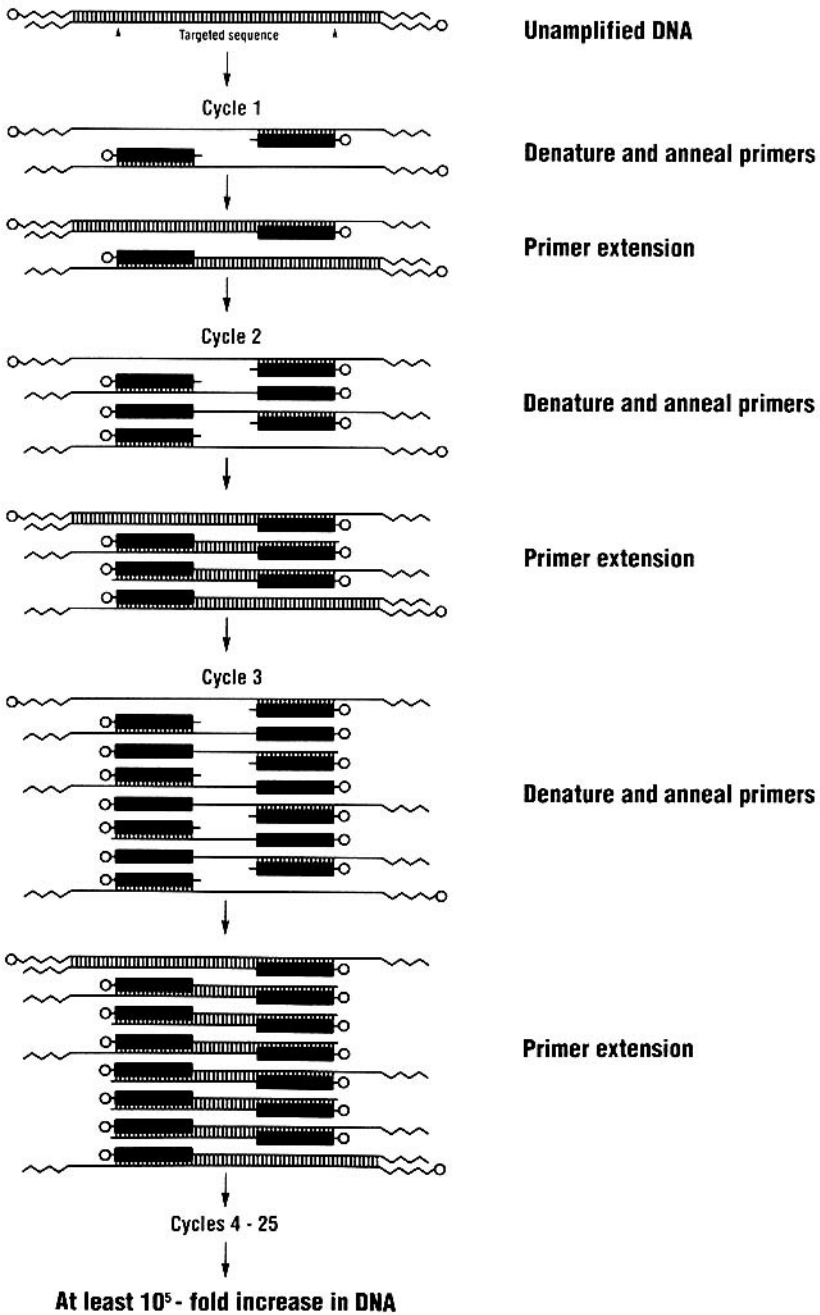 Unamplified DNA
Targeted sequence
Cycle 1
Denature and anneal primers
Primer extension
Cycle 2
Denature and anneal primers
Primer extension
Cycle 3
Denature and anneal primers
Primer extension
Cycles 4 - 25
At least 10⁵ - fold increase in DNA